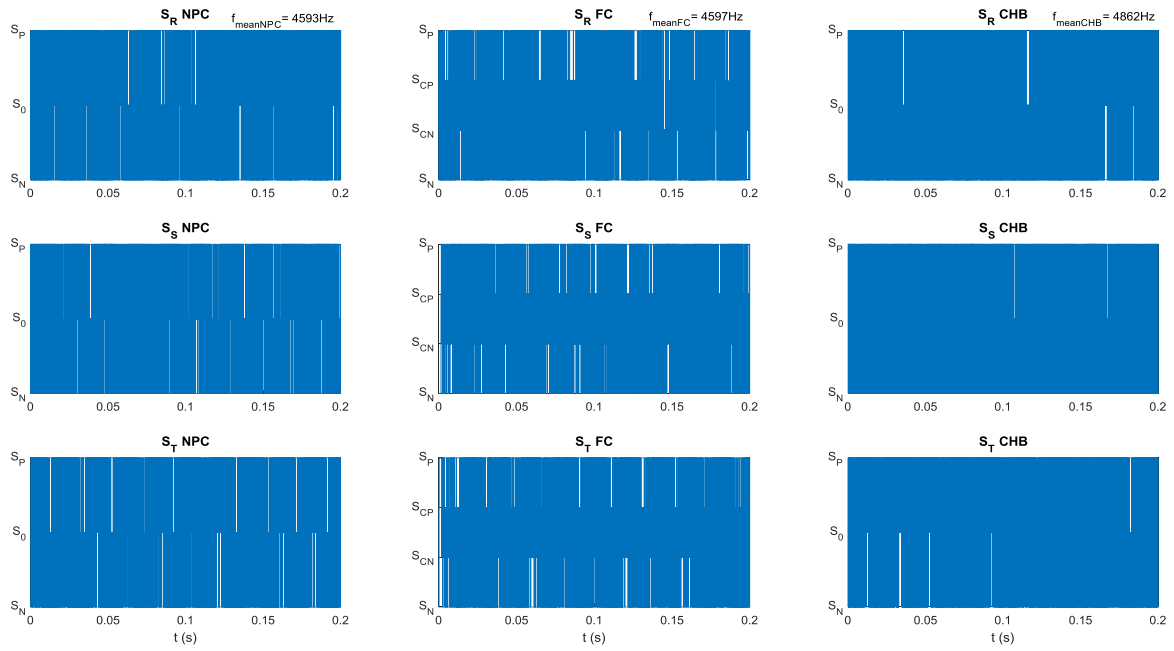 S_R NPC
f_meanNPC = 4593Hz
S_P
S_0
S_N
0 0.05 0.1 0.15 0.2
S_R FC
f_meanFC = 4597Hz
S_P
S_CP
S_CN
S_N
0 0.05 0.1 0.15 0.2
S_R CHB
f_meanCHB = 4862Hz
S_P
S_0
S_N
0 0.05 0.1 0.15 0.2
S_S NPC
S_P
S_0
S_N
0 0.05 0.1 0.15 0.2
S_S FC
S_P
S_CP
S_CN
S_N
0 0.05 0.1 0.15 0.2
S_S CHB
S_P
S_0
S_N
0 0.05 0.1 0.15 0.2
S_T NPC
S_P
S_0
S_N
0 0.05 0.1 0.15 0.2
t (s)
S_T FC
S_P
S_CP
S_CN
S_N
0 0.05 0.1 0.15 0.2
t (s)
S_T CHB
S_P
S_0
S_N
0 0.05 0.1 0.15 0.2
t (s)